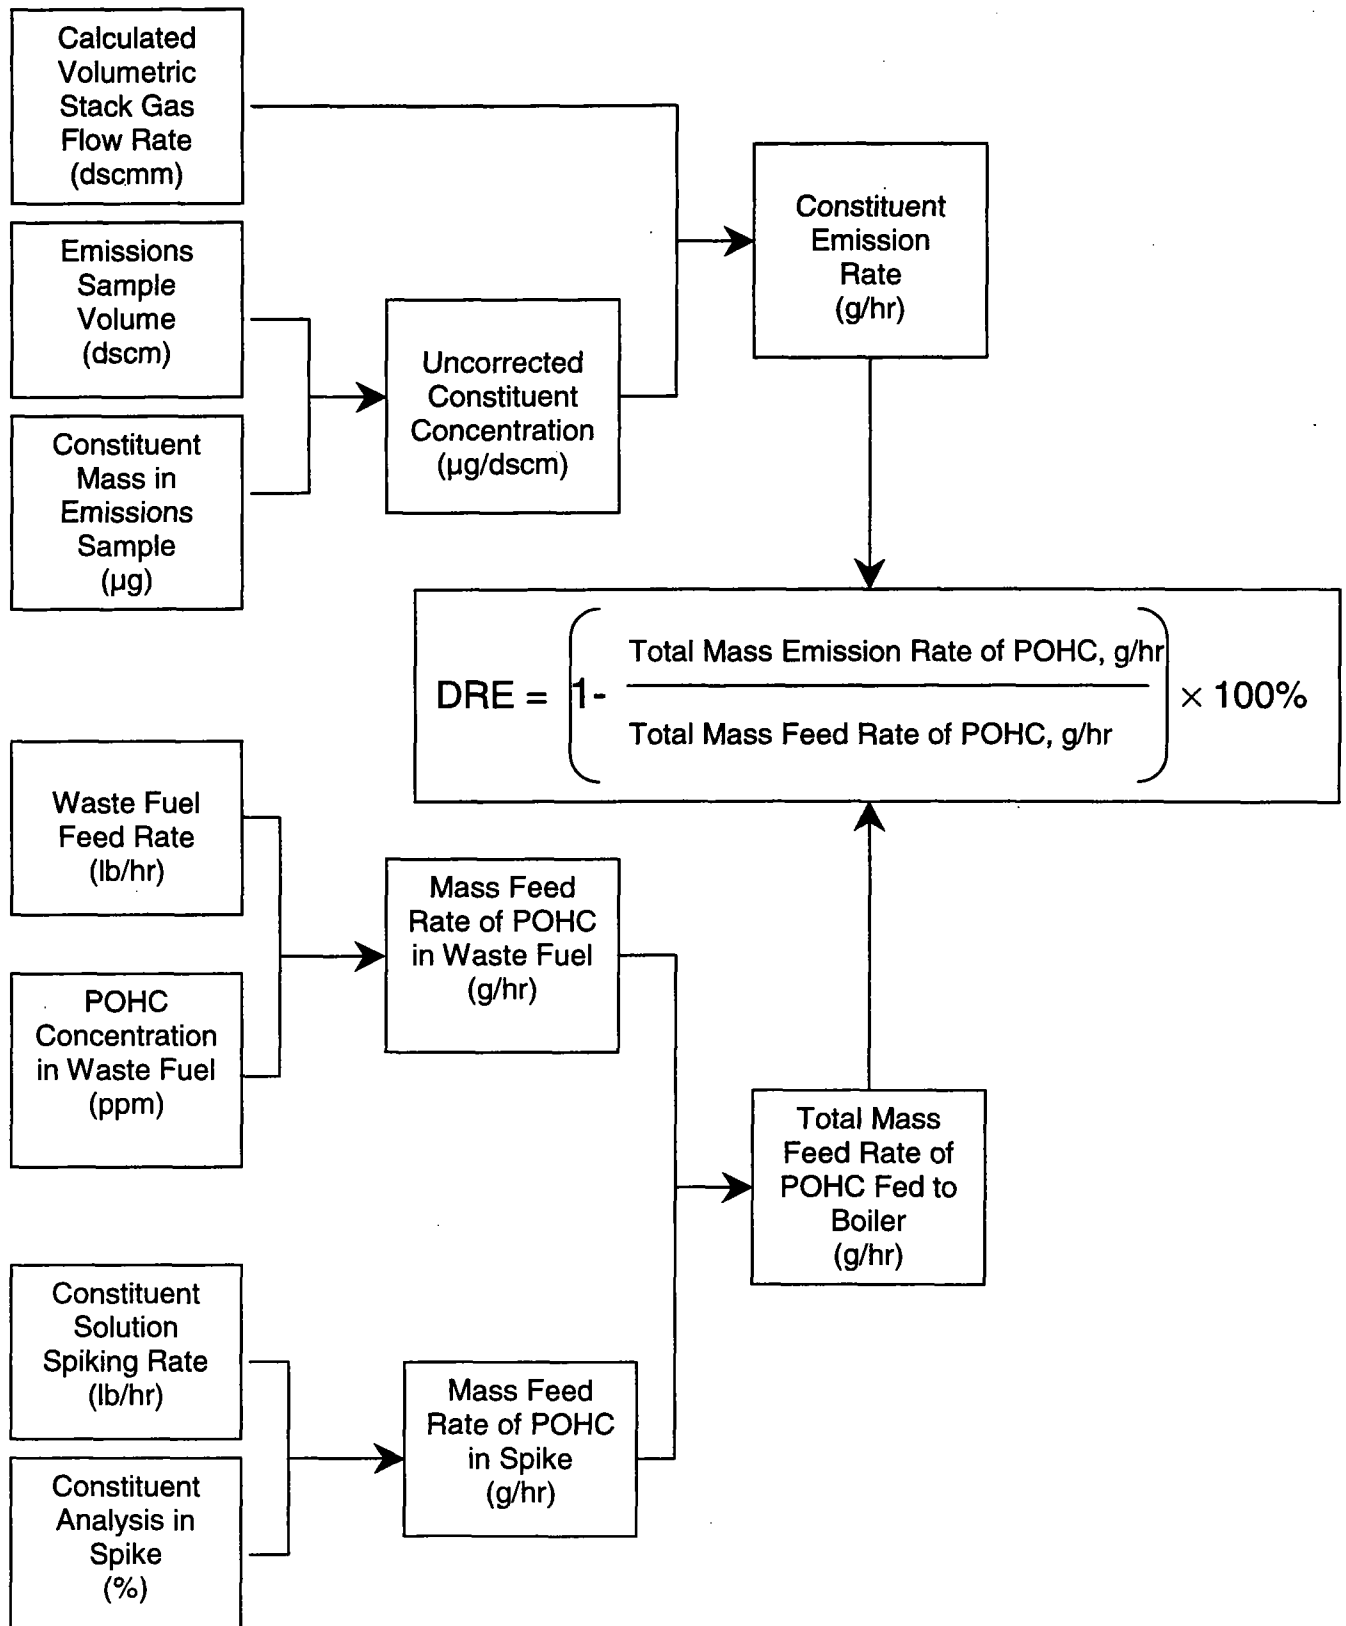 Calculated
Volumetric
Stack Gas
Flow Rate
(dscmm)
Emissions
Sample
Volume
(dscm)
Constituent
Mass in
Emissions
Sample
(µg)
Uncorrected
Constituent
Concentration
(µg/dscm)
Constituent
Emission
Rate
(g/hr)
DRE = ( 1- Total Mass Emission Rate of POHC, g/hr
Total Mass Feed Rate of POHC, g/hr ) × 100%
Waste Fuel
Feed Rate
(lb/hr)
POHC
Concentration
in Waste Fuel
(ppm)
Mass Feed
Rate of POHC
in Waste Fuel
(g/hr)
Total Mass
Feed Rate of
POHC Fed to
Boiler
(g/hr)
Constituent
Solution
Spiking Rate
(lb/hr)
Constituent
Analysis in
Spike
(%)
Mass Feed
Rate of POHC
in Spike
(g/hr)